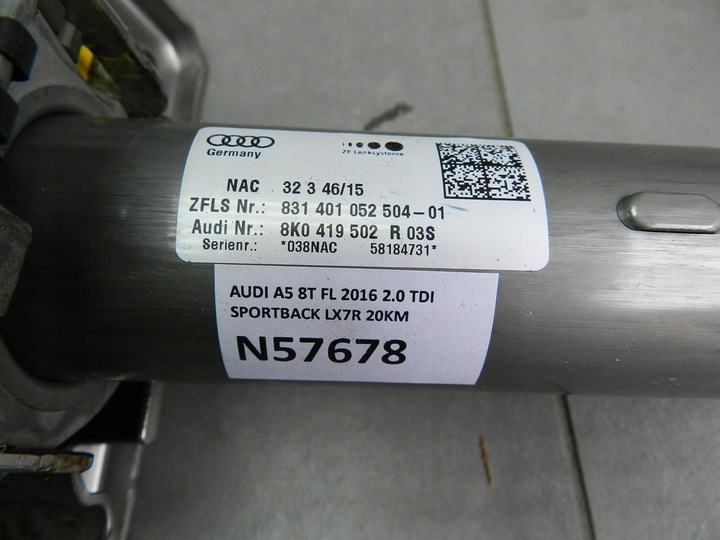 Germany
ZF Lenksysteme
NAC 32 3 46/15
ZFLS Nr.: 831 401 052 504-01
Audi Nr.: 8K0 419 502 R 03S
Serienr.: *038NAC 58184731*
AUDI A5 8T FL 2016 2.0 TDI
SPORTBACK LX7R 20KM
N57678